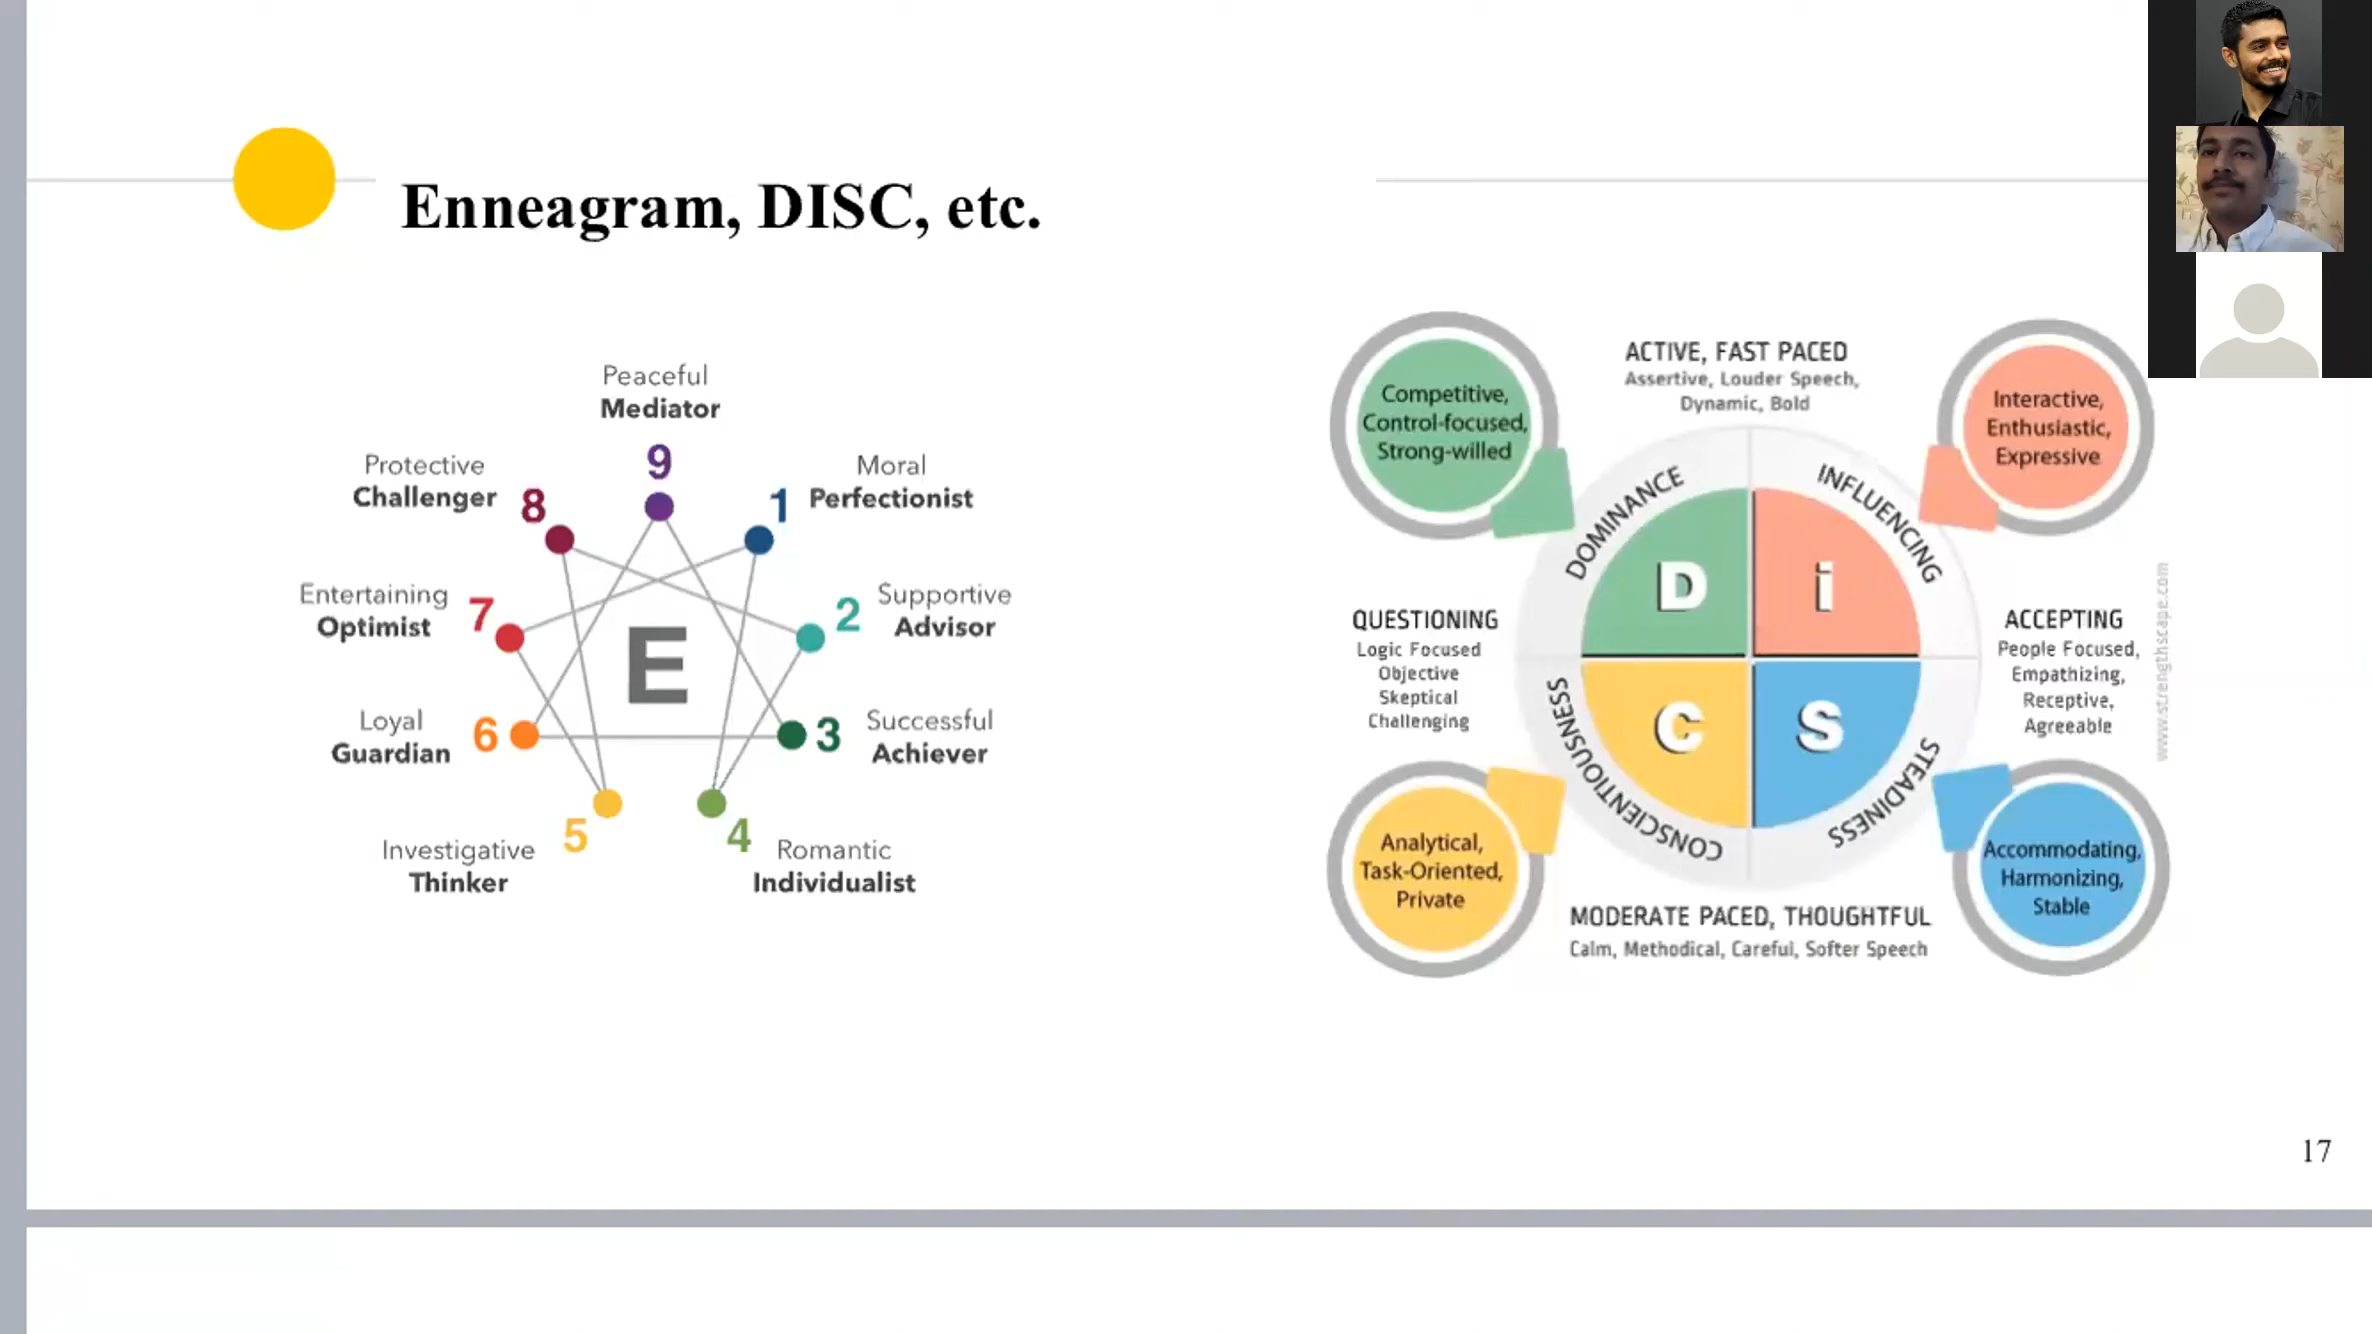 Enneagram, DISC, etc.
Peaceful
Mediator
9
Protective
Challenger
8
1
Moral
Perfectionist
Entertaining
Optimist
7
2
Supportive
Advisor
E
Loyal
Guardian
6
3
Successful
Achiever
Investigative
Thinker
5
4
Romantic
Individualist
ACTIVE, FAST PACED
Assertive, Louder Speech,
Dynamic, Bold
Competitive,
Control-focused,
Strong-willed
Interactive,
Enthusiastic,
Expressive
DOMINANCE
INFLUENCING
D
i
QUESTIONING
Logic Focused
Objective
Skeptical
Challenging
ACCEPTING
People Focused,
Empathizing,
Receptive,
Agreeable
www.strengthscape.com
C
S
CONSCIENTIOUSNESS
STEADINESS
Analytical,
Task-Oriented,
Private
Accommodating,
Harmonizing,
Stable
MODERATE PACED, THOUGHTFUL
Calm, Methodical, Careful, Softer Speech
17